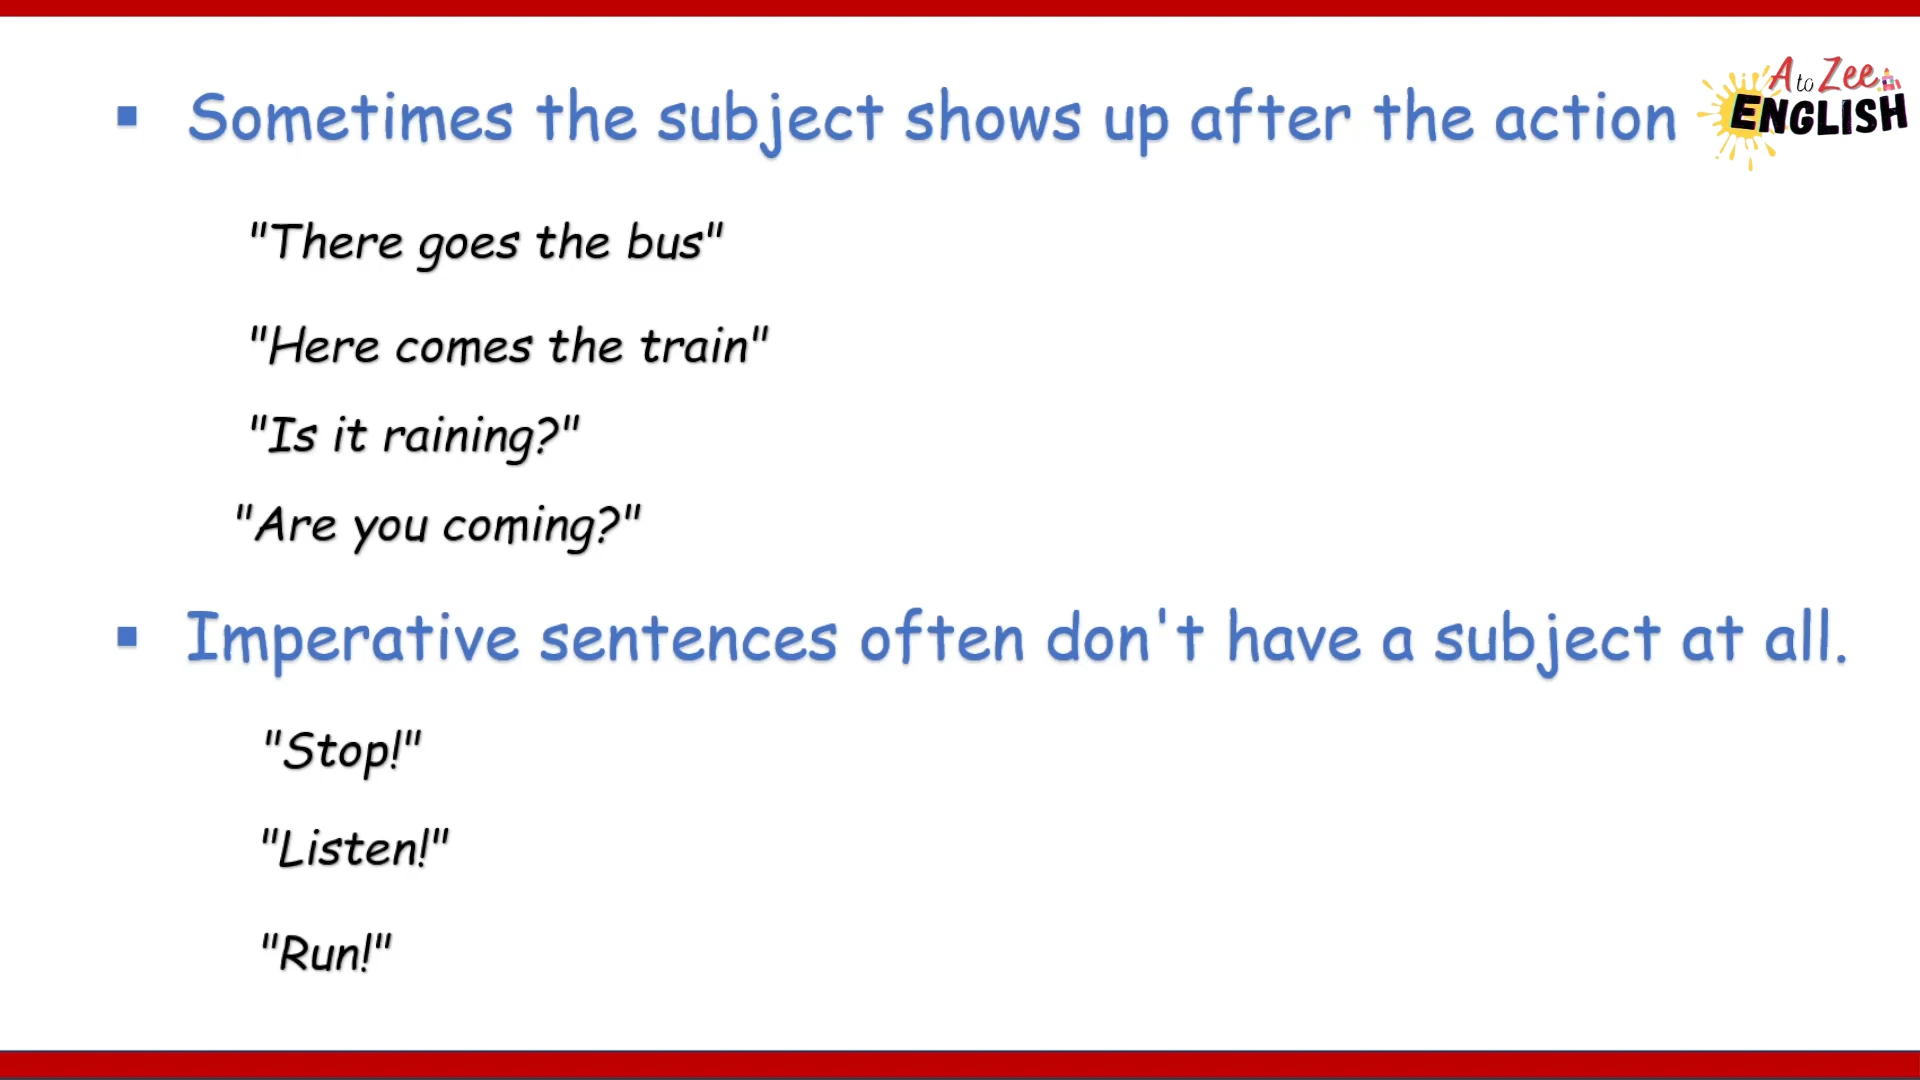 A to Zee
ENGLISH
▪ Sometimes the subject shows up after the action
"There goes the bus"
"Here comes the train"
"Is it raining?"
"Are you coming?"
▪ Imperative sentences often don't have a subject at all.
"Stop!"
"Listen!"
"Run!"